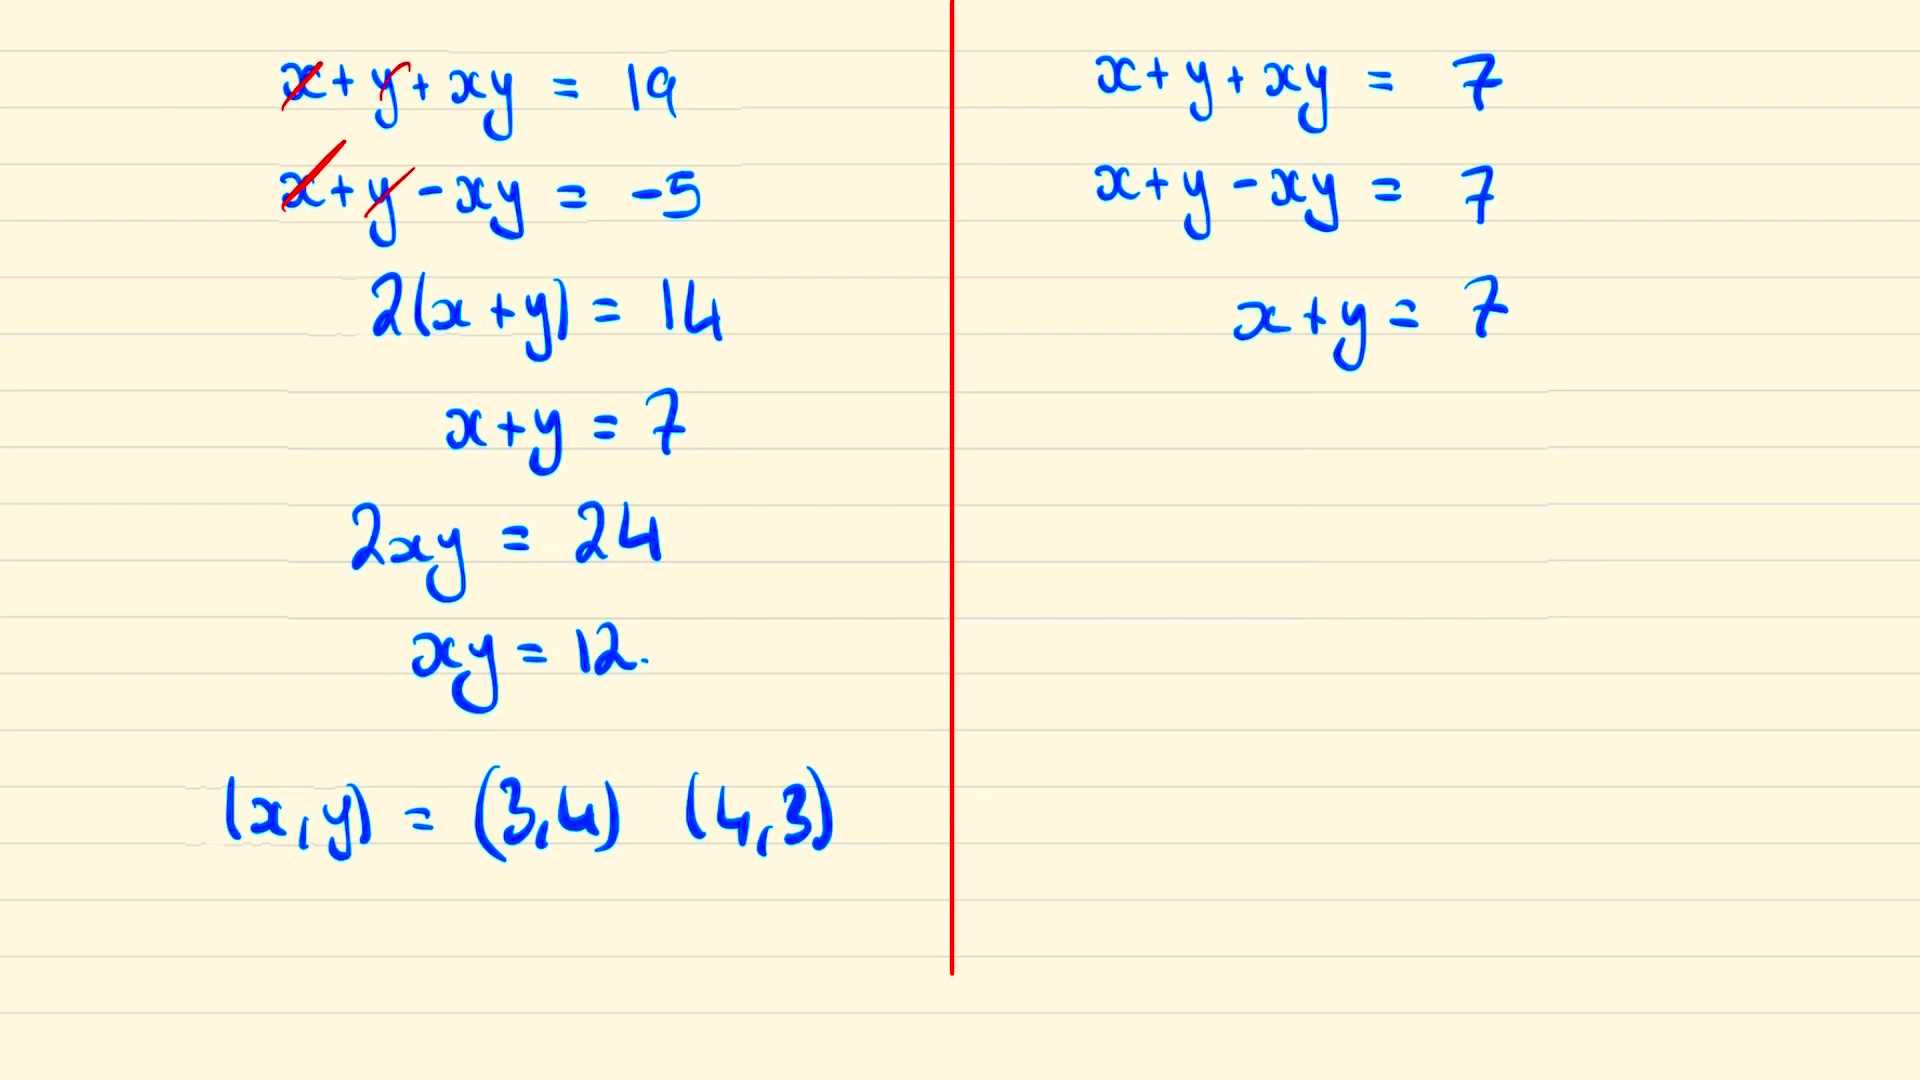 x + y + xy = 19
x + y - xy = -5
2(x + y) = 14
x + y = 7
2xy = 24
xy = 12.
(x, y) = (3, 4) (4, 3)
x + y + xy = 7
x + y - xy = 7
x + y = 7